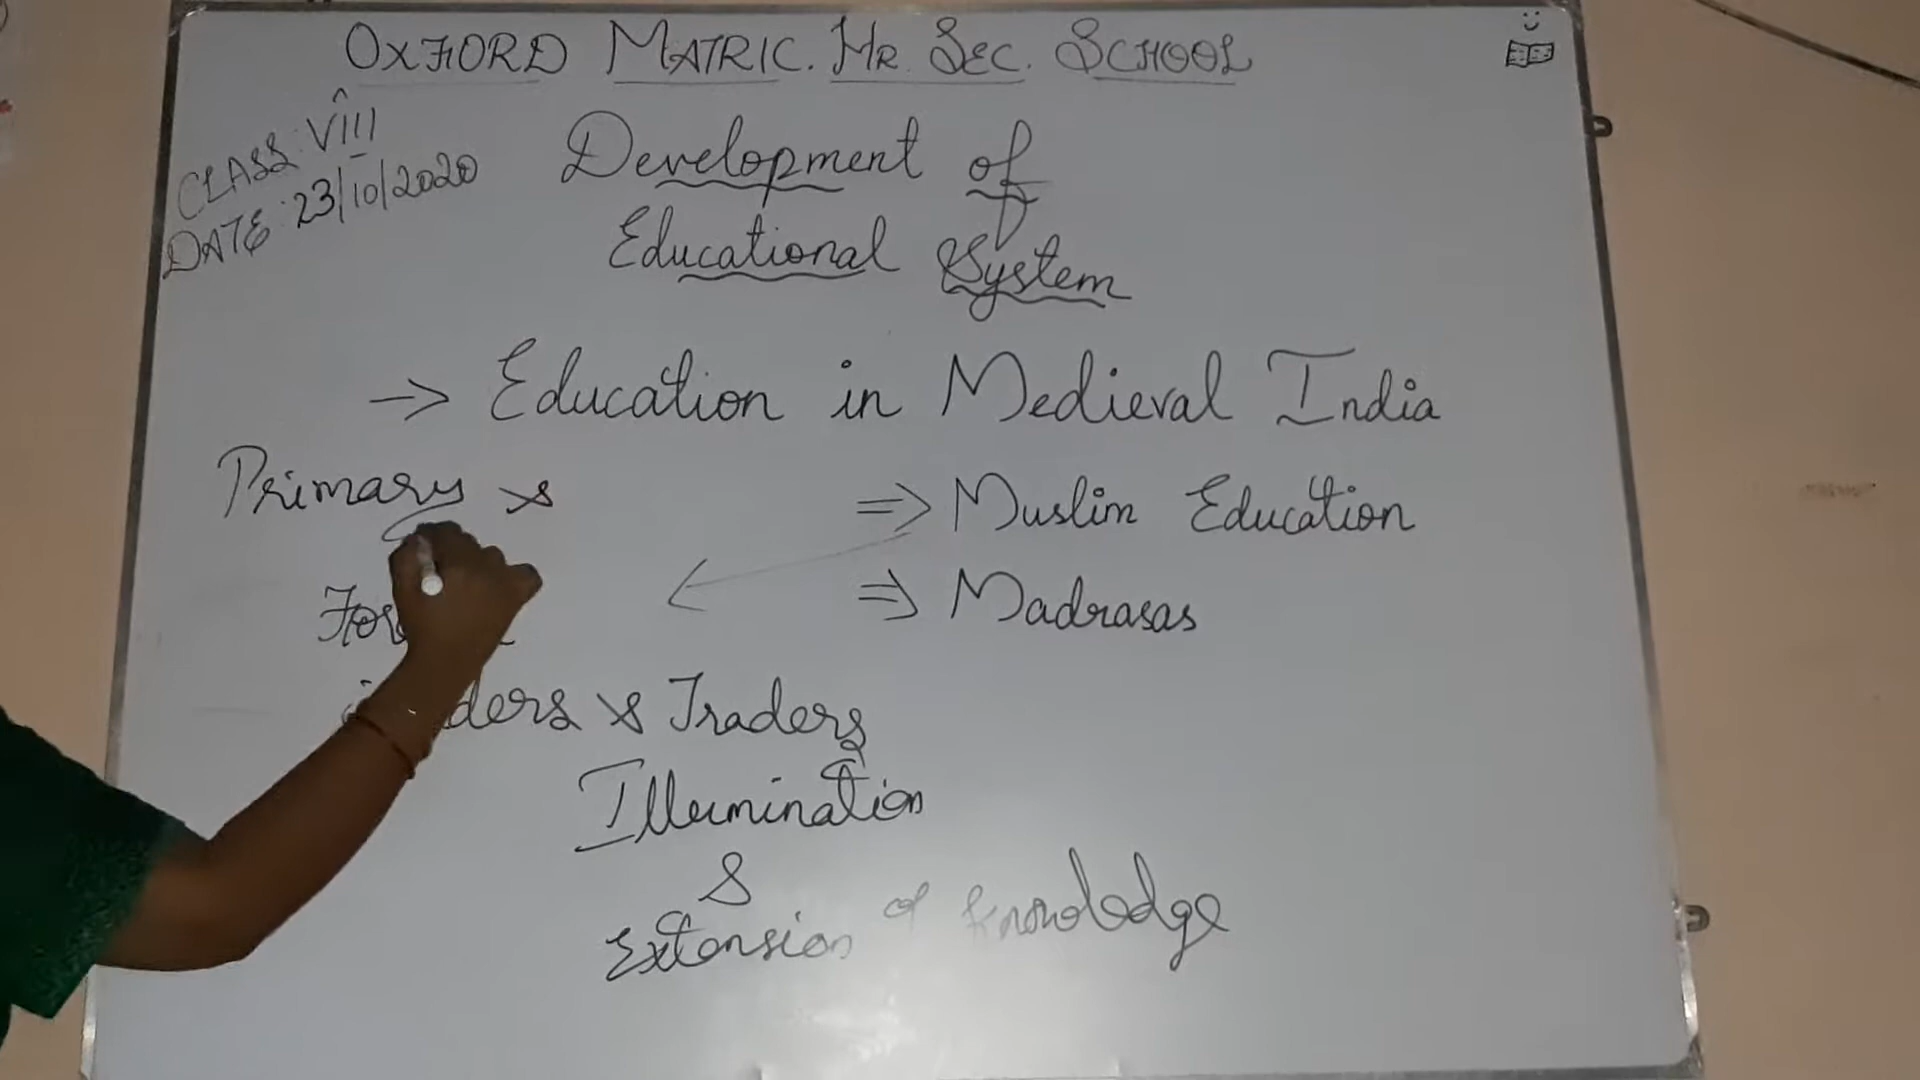 OXFORD MATRIC. HR. SEC. SCHOOL
CLASS: VIII
DATE: 23/10/2020
Development of
Educational System
→ Education in Medieval India
Primary &
⇒ Muslim Education
⇒ Madrasas
& Traders
Illumination
&
Extension of knowledge